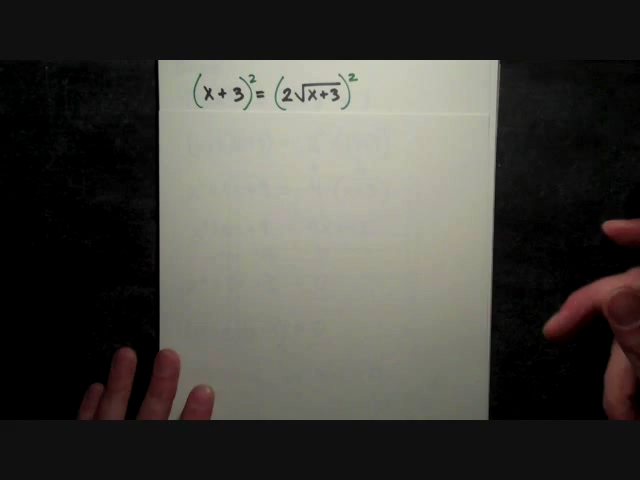 (x + 3)² = (2√x+3)²